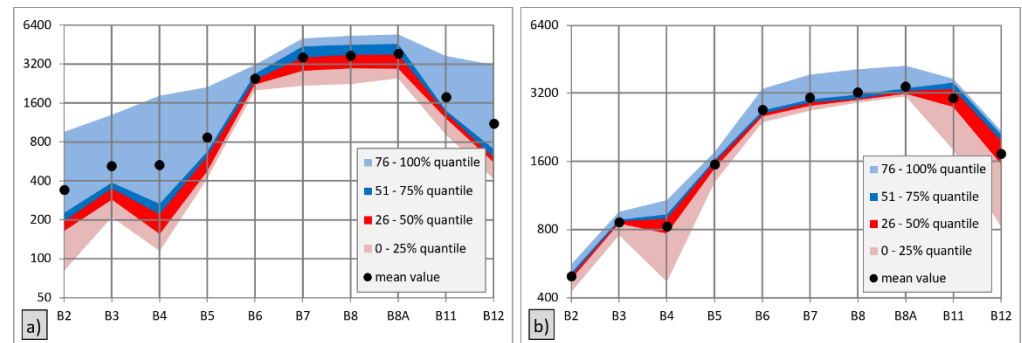 6400
3200
1600
800
400
200
100
50
B2 B3 B4 B5 B6 B7 B8 B8A B11 B12
76 - 100% quantile
51 - 75% quantile
26 - 50% quantile
0 - 25% quantile
mean value
a)
6400
3200
1600
800
400
B2 B3 B4 B5 B6 B7 B8 B8A B11 B12
76 - 100% quantile
51 - 75% quantile
26 - 50% quantile
0 - 25% quantile
mean value
b)